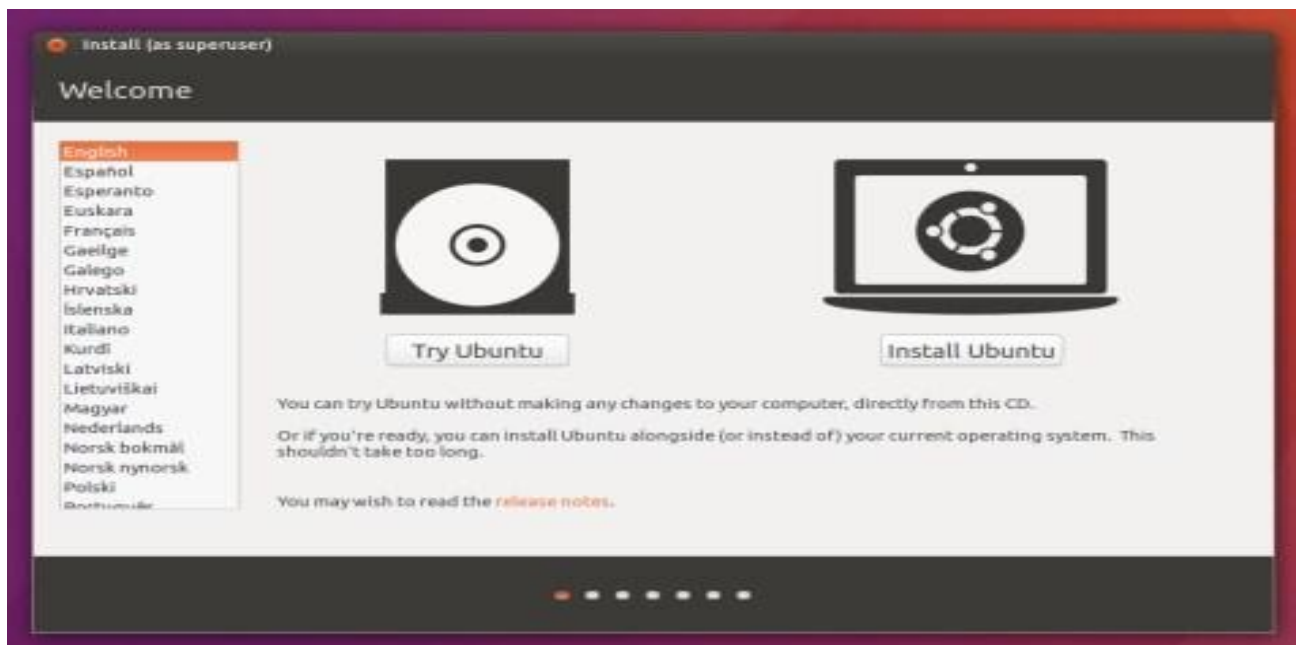 Install (as superuser)
Welcome
English
Español
Esperanto
Euskara
Français
Gaeilge
Galego
Hrvatski
Íslenska
Italiano
Kurdî
Latviski
Lietuviškai
Magyar
Nederlands
Norsk bokmål
Norsk nynorsk
Polski
Português
Try Ubuntu
Install Ubuntu
You can try Ubuntu without making any changes to your computer, directly from this CD.
Or if you're ready, you can install Ubuntu alongside (or instead of) your current operating system. This
shouldn't take too long.
You may wish to read the release notes.